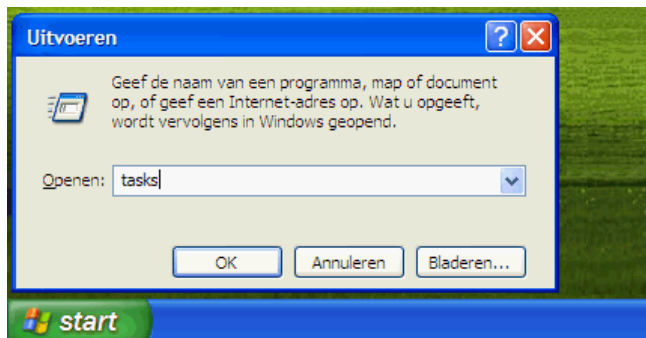 Uitvoeren
Geef de naam van een programma, map of document
op, of geef een Internet-adres op. Wat u opgeeft,
wordt vervolgens in Windows geopend.
Openen: tasks
OK Annuleren Bladeren...
start